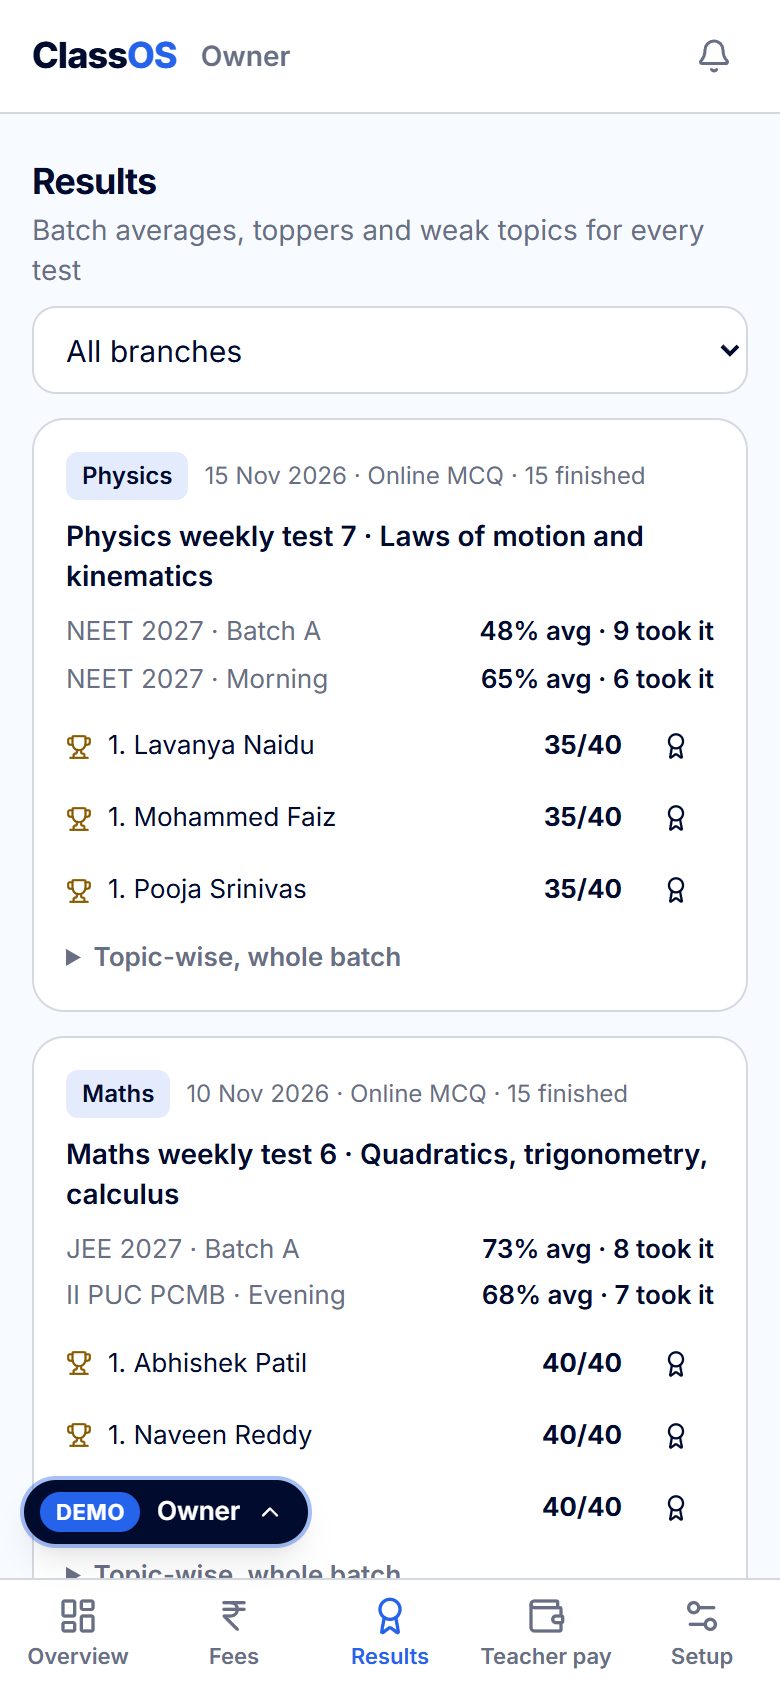 ClassOS Owner
Results
Batch averages, toppers and weak topics for every
test
All branches
Physics 15 Nov 2026 · Online MCQ · 15 finished
Physics weekly test 7 · Laws of motion and
kinematics
NEET 2027 · Batch A 48% avg · 9 took it
NEET 2027 · Morning 65% avg · 6 took it
1. Lavanya Naidu 35/40
1. Mohammed Faiz 35/40
1. Pooja Srinivas 35/40
Topic-wise, whole batch
Maths 10 Nov 2026 · Online MCQ · 15 finished
Maths weekly test 6 · Quadratics, trigonometry,
calculus
JEE 2027 · Batch A 73% avg · 8 took it
II PUC PCMB · Evening 68% avg · 7 took it
1. Abhishek Patil 40/40
1. Naveen Reddy 40/40
DEMO Owner 40/40
Topic-wise, whole batch
Overview Fees Results Teacher pay Setup